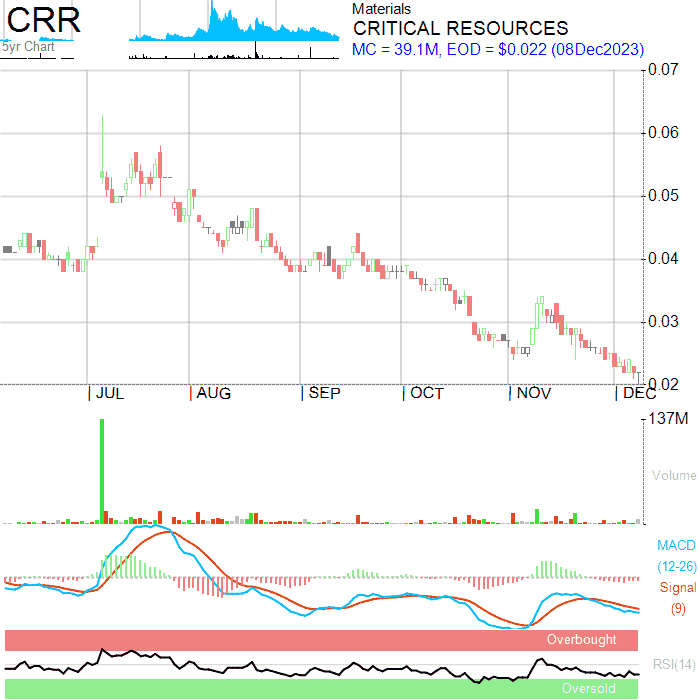 CRR
5yr Chart
Materials
CRITICAL RESOURCES
MC = 39.1M, EOD = $0.022 (08Dec2023)
0.07
0.06
0.05
0.04
0.03
0.02
JUL AUG SEP OCT NOV DEC
137M
Volume
MACD
(12-26)
Signal
(9)
Overbought
RSI(14)
Oversold